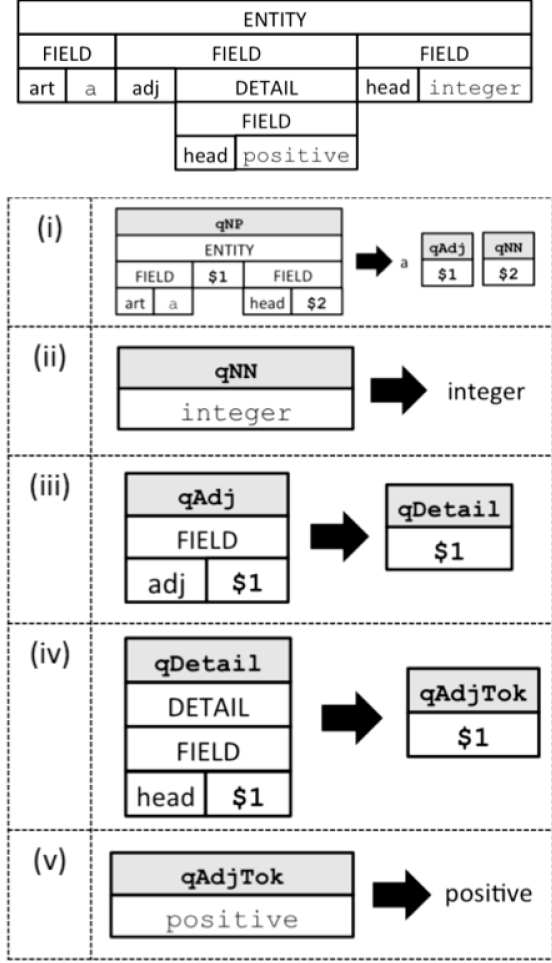 ENTITY
FIELD FIELD FIELD
art a adj DETAIL head integer
FIELD
head positive
(i)
qNP
ENTITY
FIELD $1 FIELD
art a head $2
a
qAdj qNN
$1 $2
(ii)
qNN
integer
integer
(iii)
qAdj
FIELD
adj $1
qDetail
$1
(iv)
qDetail
DETAIL
FIELD
head $1
qAdjTok
$1
(v)
qAdjTok
positive
positive